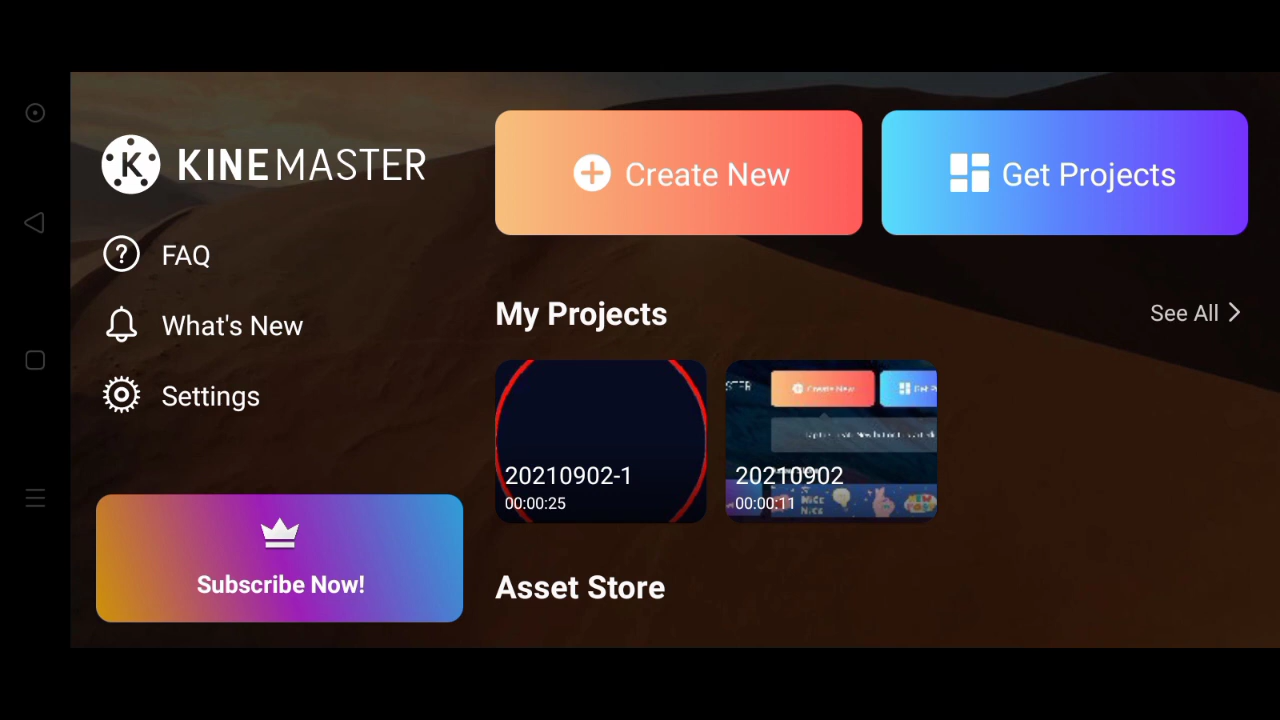 KINEMASTER
FAQ
What's New
Settings
Subscribe Now!
Create New
Get Projects
My Projects
See All
20210902-1
00:00:25
20210902
00:00:11
Asset Store